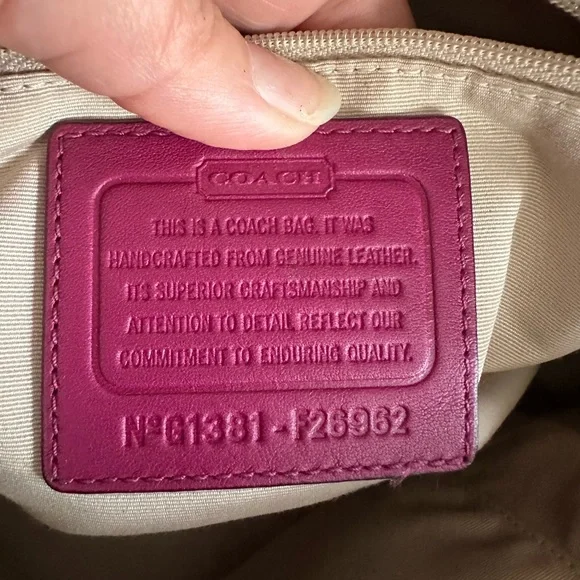 COACH
THIS IS A COACH BAG. IT WAS
HANDCRAFTED FROM GENUINE LEATHER.
ITS SUPERIOR CRAFTSMANSHIP AND
ATTENTION TO DETAIL REFLECT OUR
COMMITMENT TO ENDURING QUALITY.
Nº G1381-F26962